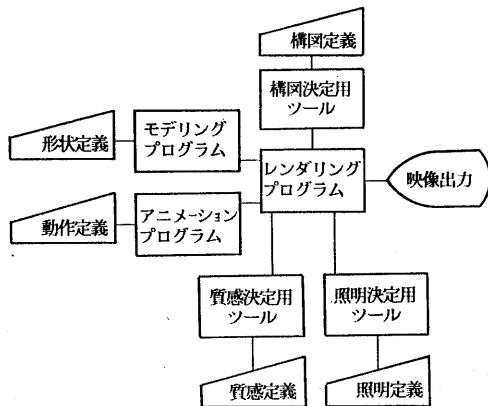 構図定義
構図決定用
ツール
形状定義
モデリング
プログラム
レンダリング
プログラム
映像出力
動作定義
アニメーション
プログラム
質感決定用
ツール
照明決定用
ツール
質感定義
照明定義